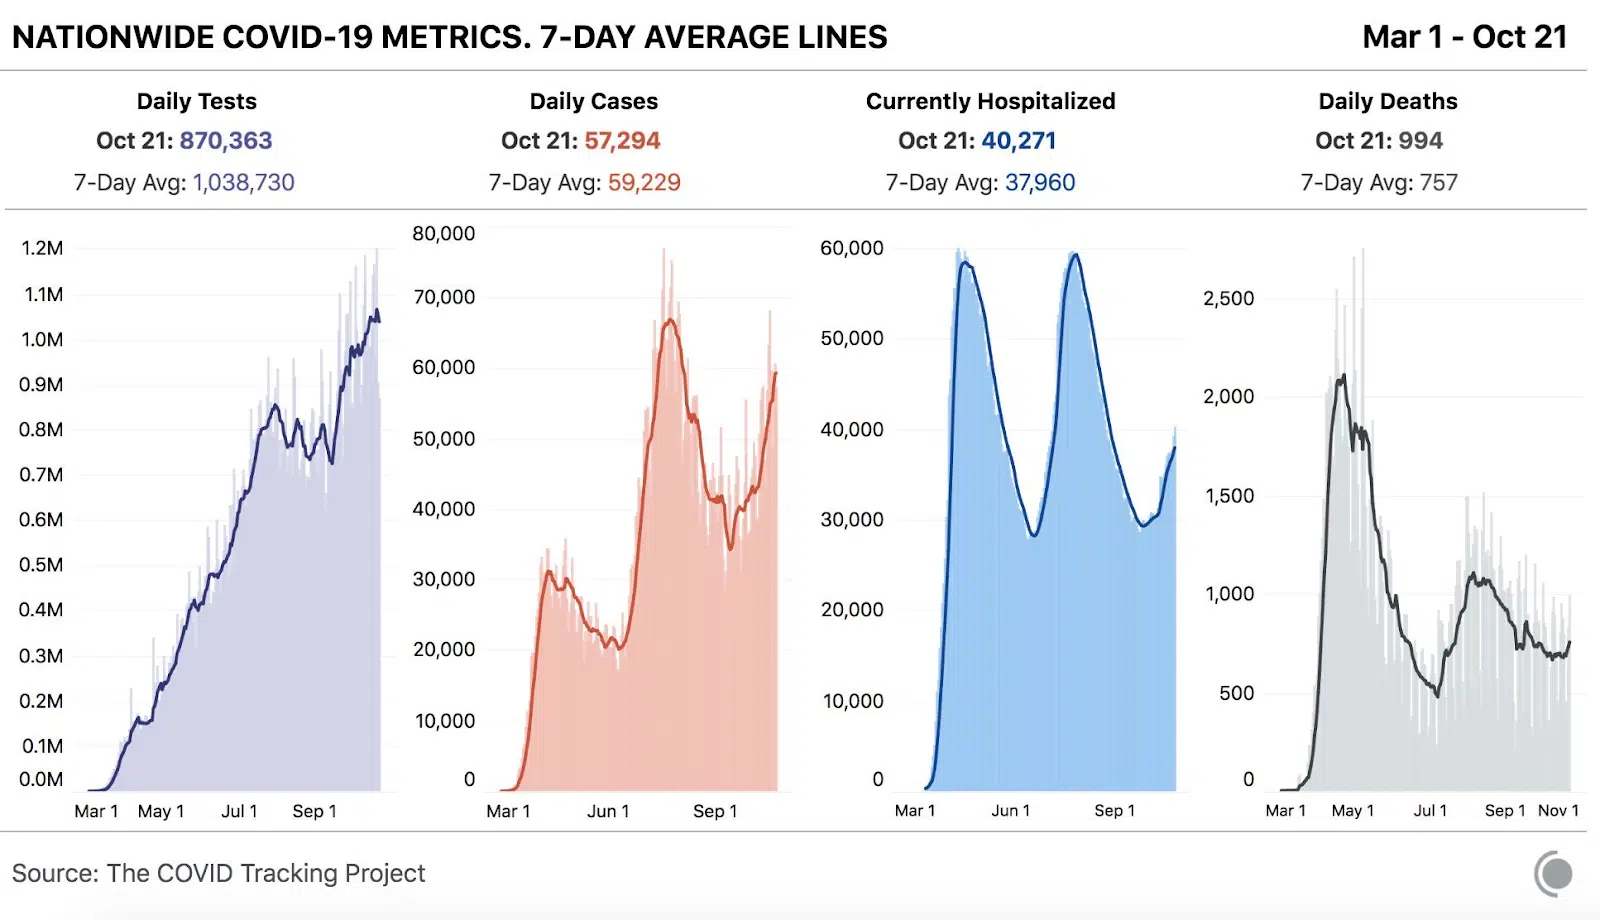 NATIONWIDE COVID-19 METRICS. 7-DAY AVERAGE LINES
Mar 1 - Oct 21
Daily Tests
Oct 21: 870,363
7-Day Avg: 1,038,730
Daily Cases
Oct 21: 57,294
7-Day Avg: 59,229
Currently Hospitalized
Oct 21: 40,271
7-Day Avg: 37,960
Daily Deaths
Oct 21: 994
7-Day Avg: 757
1.2M
1.1M
1.0M
0.9M
0.8M
0.7M
0.6M
0.5M
0.4M
0.3M
0.2M
0.1M
0.0M
Mar 1 May 1 Jul 1 Sep 1
80,000
70,000
60,000
50,000
40,000
30,000
20,000
10,000
0
Mar 1 Jun 1 Sep 1
60,000
50,000
40,000
30,000
20,000
10,000
0
Mar 1 Jun 1 Sep 1
2,500
2,000
1,500
1,000
500
0
Mar 1 May 1 Jul 1 Sep 1 Nov 1
Source: The COVID Tracking Project